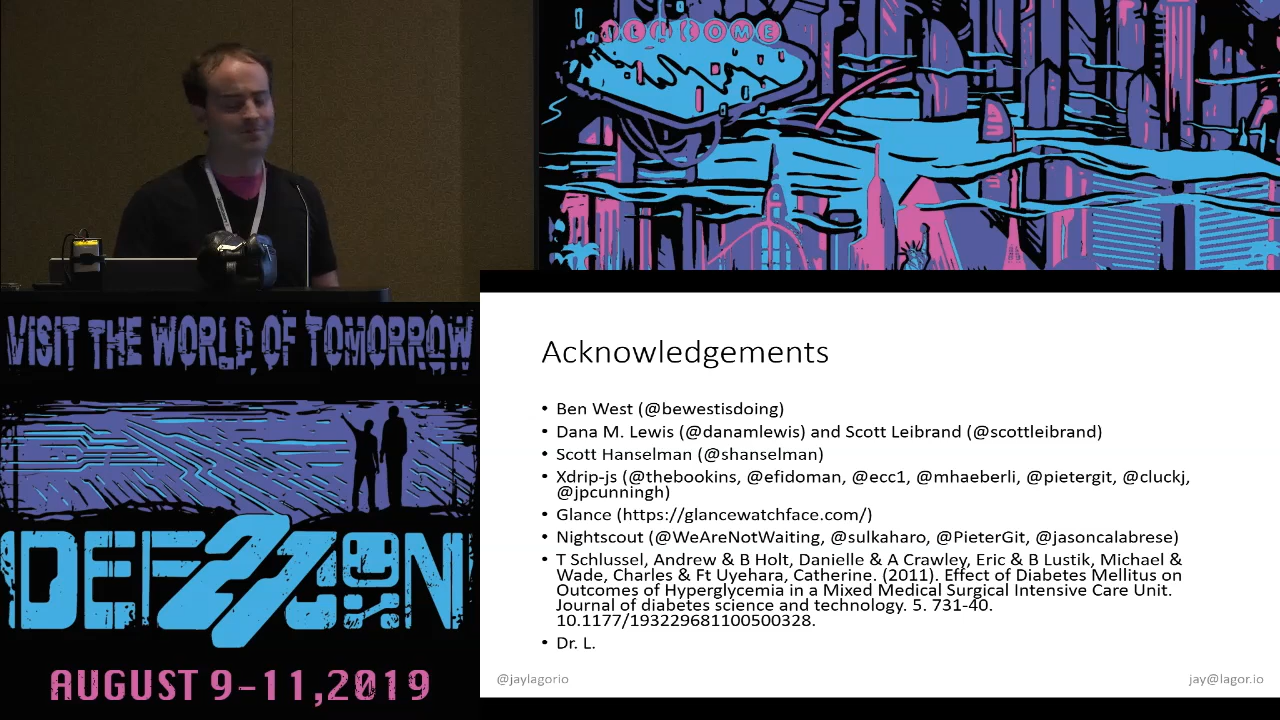 WELCOME
VISIT THE WORLD OF TOMORROW
DEF CON 27
AUGUST 9-11,2019
Acknowledgements
• Ben West (@bewestisdoing)
• Dana M. Lewis (@danamlewis) and Scott Leibrand (@scottleibrand)
• Scott Hanselman (@shanselman)
• Xdrip-js (@thebookins, @efidoman, @ecc1, @mhaeberli, @pietergit, @cluckj,
@jpcunningh)
• Glance (https://glancewatchface.com/)
• Nightscout (@WeAreNotWaiting, @sulkaharo, @PieterGit, @jasoncalabrese)
• T Schlussel, Andrew & B Holt, Danielle & A Crawley, Eric & B Lustik, Michael &
Wade, Charles & Ft Uyehara, Catherine. (2011). Effect of Diabetes Mellitus on
Outcomes of Hyperglycemia in a Mixed Medical Surgical Intensive Care Unit.
Journal of diabetes science and technology. 5. 731-40.
10.1177/193229681100500328.
• Dr. L.
@jaylagorio
jay@lagor.io